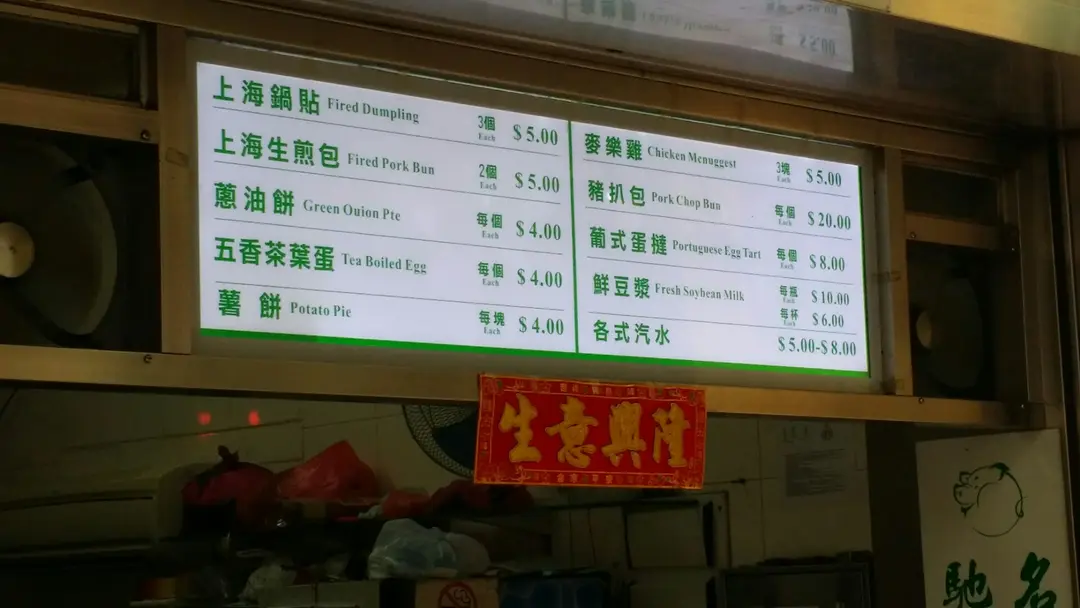 上海鍋貼 Fired Dumpling 3個 Each $5.00
上海生煎包 Fired Pork Bun 2個 Each $5.00
蔥油餅 Green Ouion Pte 每個 Each $4.00
五香茶葉蛋 Tea Boiled Egg 每個 Each $4.00
薯餅 Potato Pie 每塊 Each $4.00
麥樂雞 Chicken Mcnuggest 3塊 Each $5.00
豬扒包 Pork Chop Bun 每個 Each $20.00
葡式蛋撻 Portuguese Egg Tart 每個 Each $8.00
鮮豆漿 Fresh Soybean Milk 每瓶 Each $10.00
每杯 Each $6.00
各式汽水 $5.00-$8.00
生意興隆
馳名